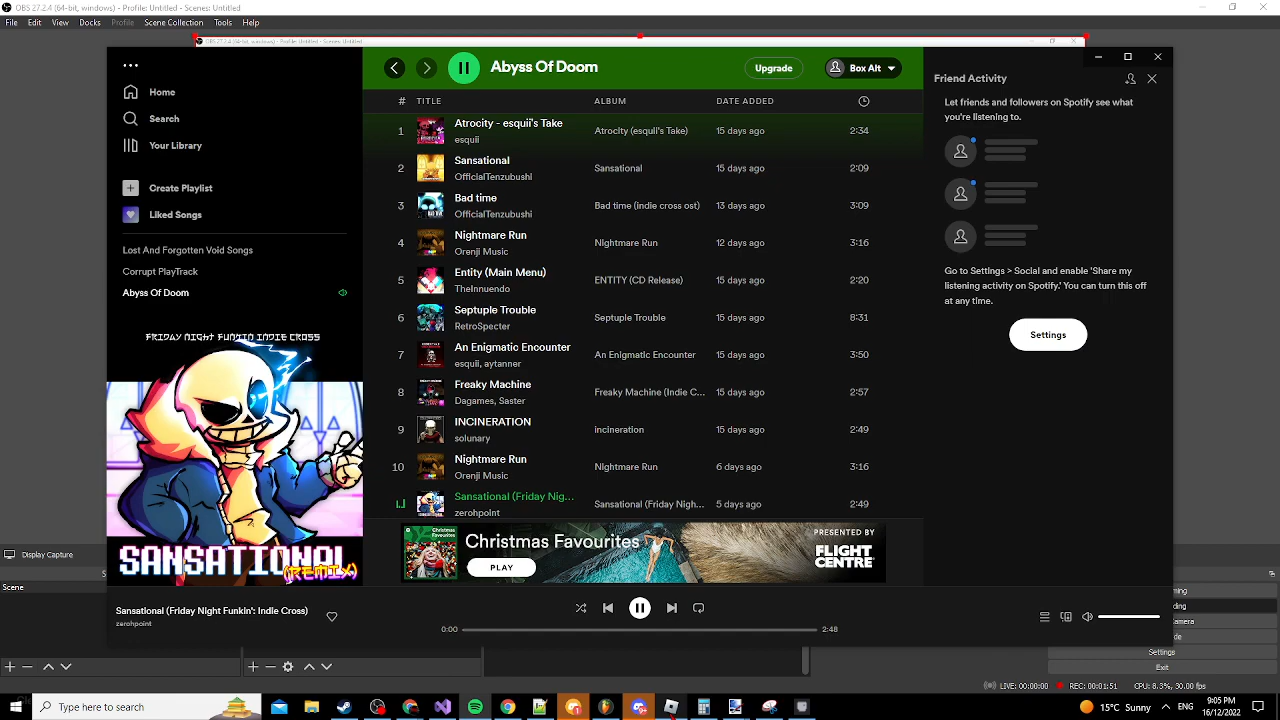 OBS 27.2.4 (64-bit, windows) - Profile: Untitled - Scenes: Untitled
File Edit View Docks Profile Scene Collection Tools Help
OBS 27.2.4 (64-bit, windows) - Profile: Untitled - Scenes: Untitled
Home
Search
Your Library
Create Playlist
Liked Songs
Lost And Forgotten Void Songs
Corrupt PlayTrack
Abyss Of Doom
FRIDAY NIGHT FUNKIN INDIE CROSS
SANSATIONAL
(REMIX)
Sansational (Friday Night Funkin': Indie Cross)
zerohpoint
Abyss Of Doom
Upgrade
Box Alt
# TITLE ALBUM DATE ADDED
1 Atrocity - esquii's Take Atrocity (esquii's Take) 15 days ago 2:34
esquii
2 Sansational Sansational 15 days ago 2:09
OfficialTenzubushi
3 Bad time Bad time (indie cross ost) 13 days ago 3:09
OfficialTenzubushi
4 Nightmare Run Nightmare Run 12 days ago 3:16
Orenji Music
5 Entity (Main Menu) ENTITY (CD Release) 15 days ago 2:20
TheInnuendo
6 Septuple Trouble Septuple Trouble 15 days ago 8:31
RetroSpecter
7 An Enigmatic Encounter An Enigmatic Encounter 15 days ago 3:50
esquii, aytanner
8 Freaky Machine Freaky Machine (Indie C... 15 days ago 2:57
Dagames, Saster
9 INCINERATION incineration 15 days ago 2:49
solunary
10 Nightmare Run Nightmare Run 6 days ago 3:16
Orenji Music
Sansational (Friday Nig... Sansational (Friday Nigh... 5 days ago 2:49
zerohpoint
Christmas Favourites
PLAY
PRESENTED BY
FLIGHT
CENTRE
0:00 2:48
Friend Activity
Let friends and followers on Spotify see what
you're listening to.
Go to Settings > Social and enable 'Share my
listening activity on Spotify.' You can turn this off
at any time.
Settings
Display Capture
Scene
Settings
Exit
LIVE: 00:00:00 REC: 00:01:51 CPU: 8.3%, 30.00 fps
Type here to search
15°C Sunny
ENG
9:05 PM
16/12/2022